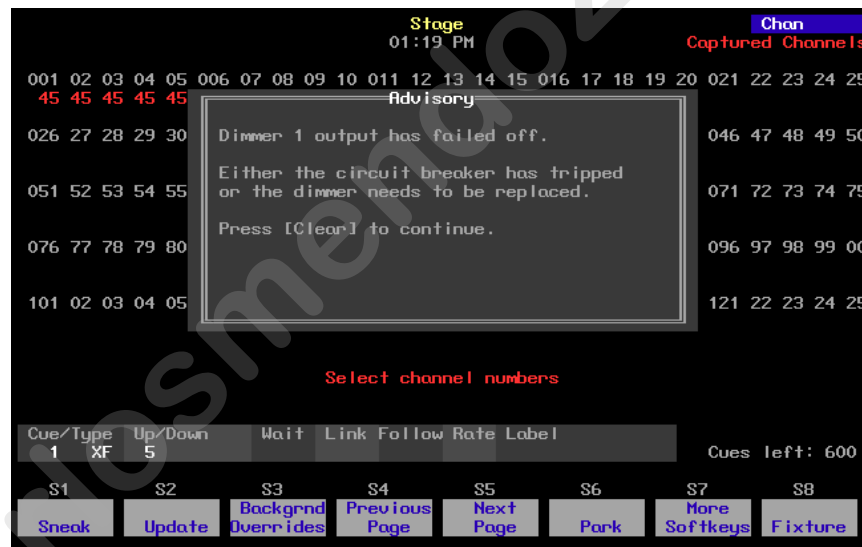 Stage
Chan
01:19 PM
Captured Channels
001 02 03 04 05 006 07 08 09 10 011 12 13 14 15 016 17 18 19 20 021 22 23 24 25
45 45 45 45 45
Advisory
026 27 28 29 30
Dimmer 1 output has failed off.
046 47 48 49 50
Either the circuit breaker has tripped
051 52 53 54 55
or the dimmer needs to be replaced.
071 72 73 74 75
Press [Clear] to continue.
076 77 78 79 80
096 97 98 99 00
101 02 03 04 05
121 22 23 24 25
Select channel numbers
Cue/Type Up/Down Wait Link Follow Rate Label
1 XF 5
Cues left: 600
S1 S2 S3 S4 S5 S6 S7 S8
Sneak Update Backgrnd Overrides Previous Page Next Page Park More Softkeys Fixture